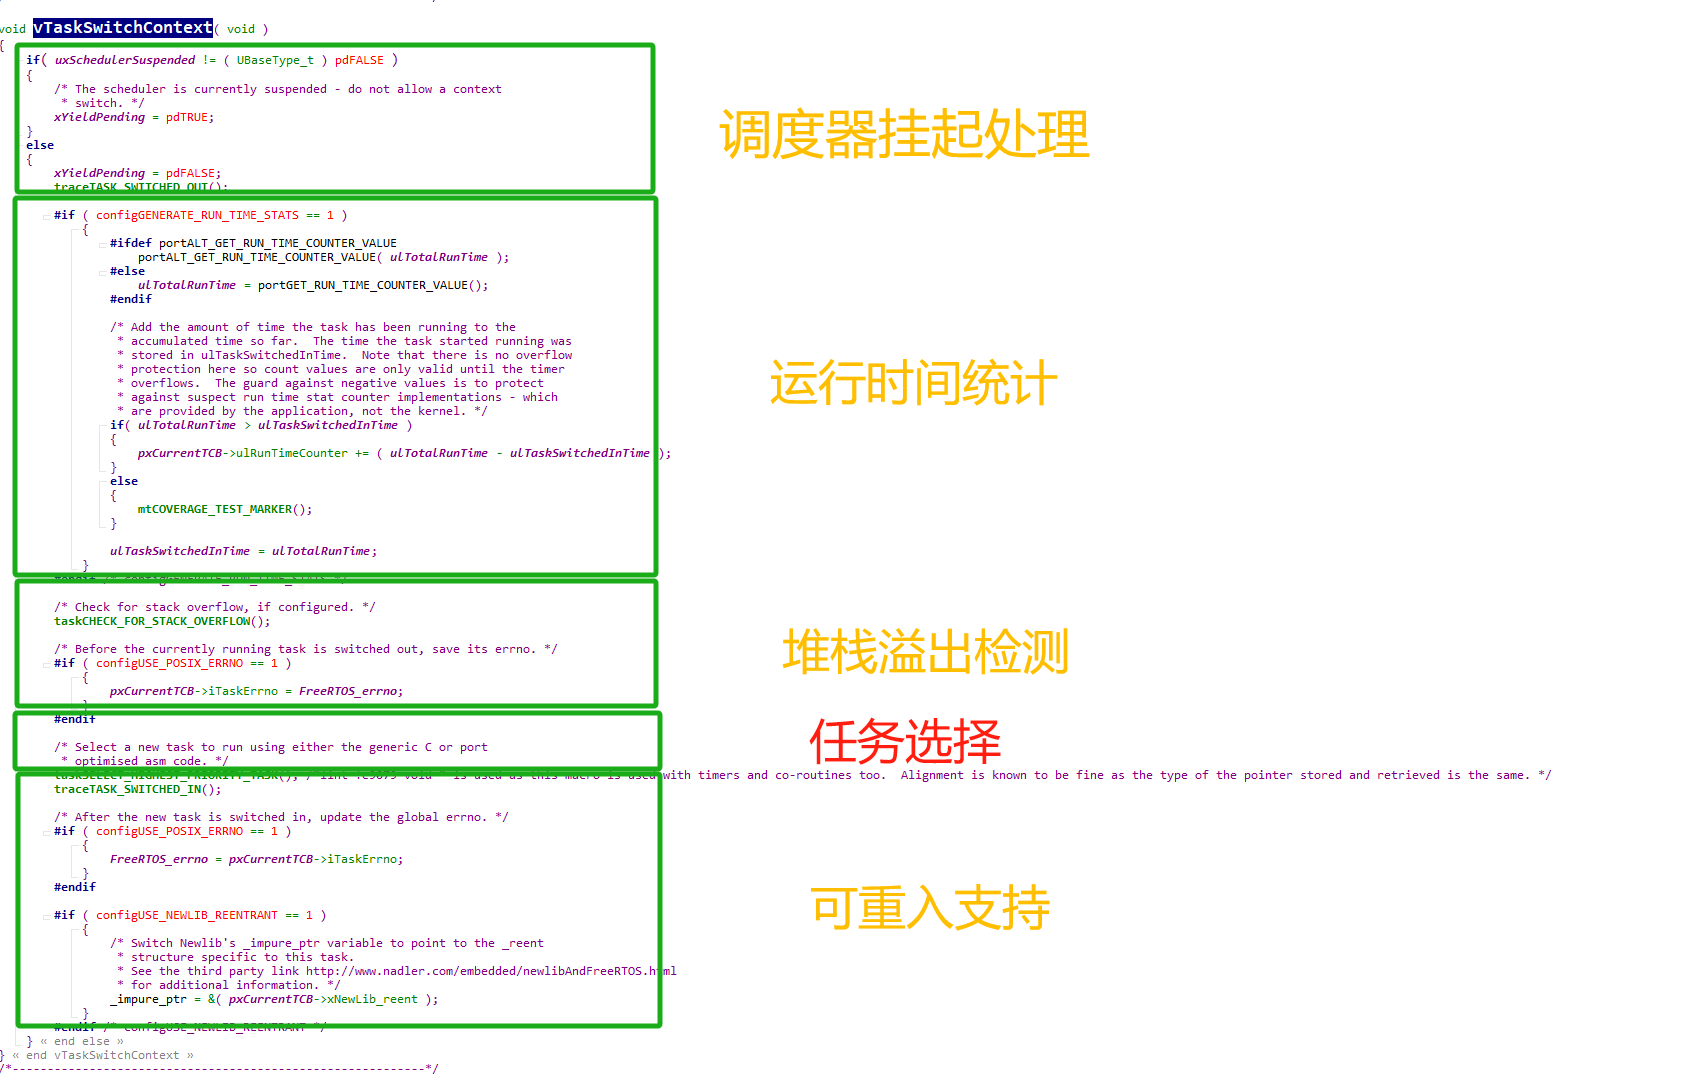 void vTaskSwitchContext( void )
{
if( uxSchedulerSuspended != ( UBaseType_t ) pdFALSE )
{
/* The scheduler is currently suspended - do not allow a context
* switch. */
xYieldPending = pdTRUE;
}
else
{
xYieldPending = pdFALSE;
traceTASK_SWITCHED_OUT();
调度器挂起处理
#if ( configGENERATE_RUN_TIME_STATS == 1 )
{
#ifdef portALT_GET_RUN_TIME_COUNTER_VALUE
portALT_GET_RUN_TIME_COUNTER_VALUE( ulTotalRunTime );
#else
ulTotalRunTime = portGET_RUN_TIME_COUNTER_VALUE();
#endif
/* Add the amount of time the task has been running to the
* accumulated time so far.  The time the task started running was
* stored in ulTaskSwitchedInTime.  Note that there is no overflow
* protection here so count values are only valid until the timer
* overflows.  The guard against negative values is to protect
* against suspect run time stat counter implementations - which
* are provided by the application, not the kernel. */
if( ulTotalRunTime > ulTaskSwitchedInTime )
{
pxCurrentTCB->ulRunTimeCounter += ( ulTotalRunTime - ulTaskSwitchedInTime );
}
else
{
mtCOVERAGE_TEST_MARKER();
}
ulTaskSwitchedInTime = ulTotalRunTime;
}
运行时间统计
#endif /* configGENERATE_RUN_TIME_STATS */
/* Check for stack overflow, if configured. */
taskCHECK_FOR_STACK_OVERFLOW();
/* Before the currently running task is switched out, save its errno. */
#if ( configUSE_POSIX_ERRNO == 1 )
{
pxCurrentTCB->iTaskErrno = FreeRTOS_errno;
}
堆栈溢出检测
#endif
/* Select a new task to run using either the generic C or port
* optimised asm code. */
任务选择
taskSELECT_HIGHEST_PRIORITY_TASK(); /*lint !e9079 void * is used as this macro is used with timers and co-routines too.  Alignment is known to be fine as the type of the pointer stored and retrieved is the same. */
traceTASK_SWITCHED_IN();
/* After the new task is switched in, update the global errno. */
#if ( configUSE_POSIX_ERRNO == 1 )
{
FreeRTOS_errno = pxCurrentTCB->iTaskErrno;
}
#endif
#if ( configUSE_NEWLIB_REENTRANT == 1 )
{
/* Switch Newlib's _impure_ptr variable to point to the _reent
* structure specific to this task.
* See the third party link http://www.nadler.com/embedded/newlibAndFreeRTOS.html
* for additional information. */
_impure_ptr = &( pxCurrentTCB->xNewLib_reent );
}
可重入支持
#endif /* configUSE_NEWLIB_REENTRANT */
} « end else »
} « end vTaskSwitchContext »
/*-----------------------------------------------------------*/